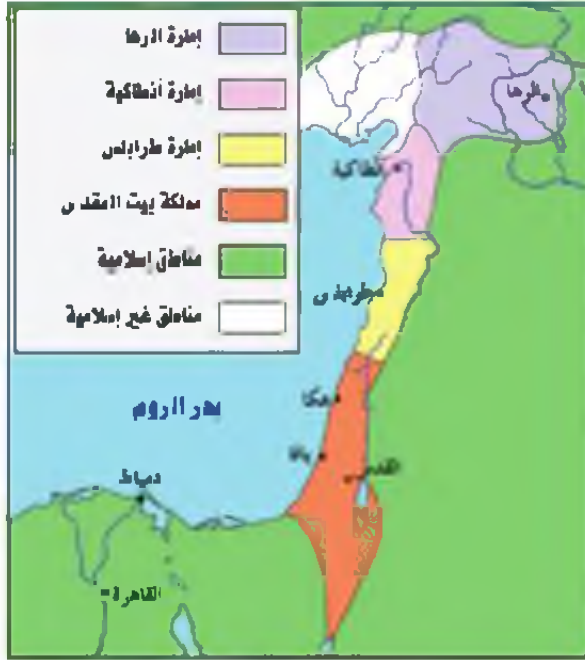 إمارة الرها
إمارة أنطاكية
إمارة طرابلس
مملكة بيت المقدس
مناطق إسلامية
مناطق غير إسلامية
الرها
أنطاكية
طرابلس
عكا
بحر الروم
يافا
القدس
دمياط
القاهرة